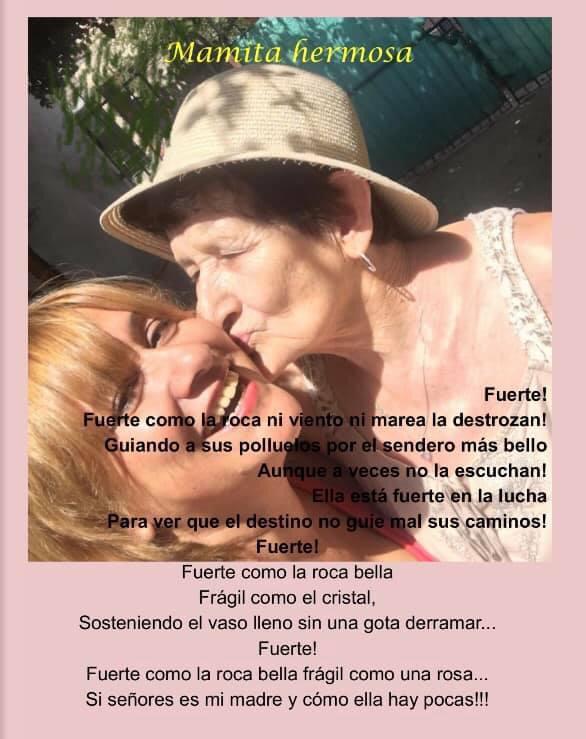 Mamita hermosa
Fuerte!
Fuerte como la roca ni viento ni marea la destrozan!
Guiando a sus polluelos por el sendero más bello
Aunque a veces no la escuchan!
Ella está fuerte en la lucha
Para ver que el destino no guie mal sus caminos!
Fuerte!
Fuerte como la roca bella
Frágil como el cristal,
Sosteniendo el vaso lleno sin una gota derramar...
Fuerte!
Fuerte como la roca bella frágil como una rosa...
Si señores es mi madre y cómo ella hay pocas!!!